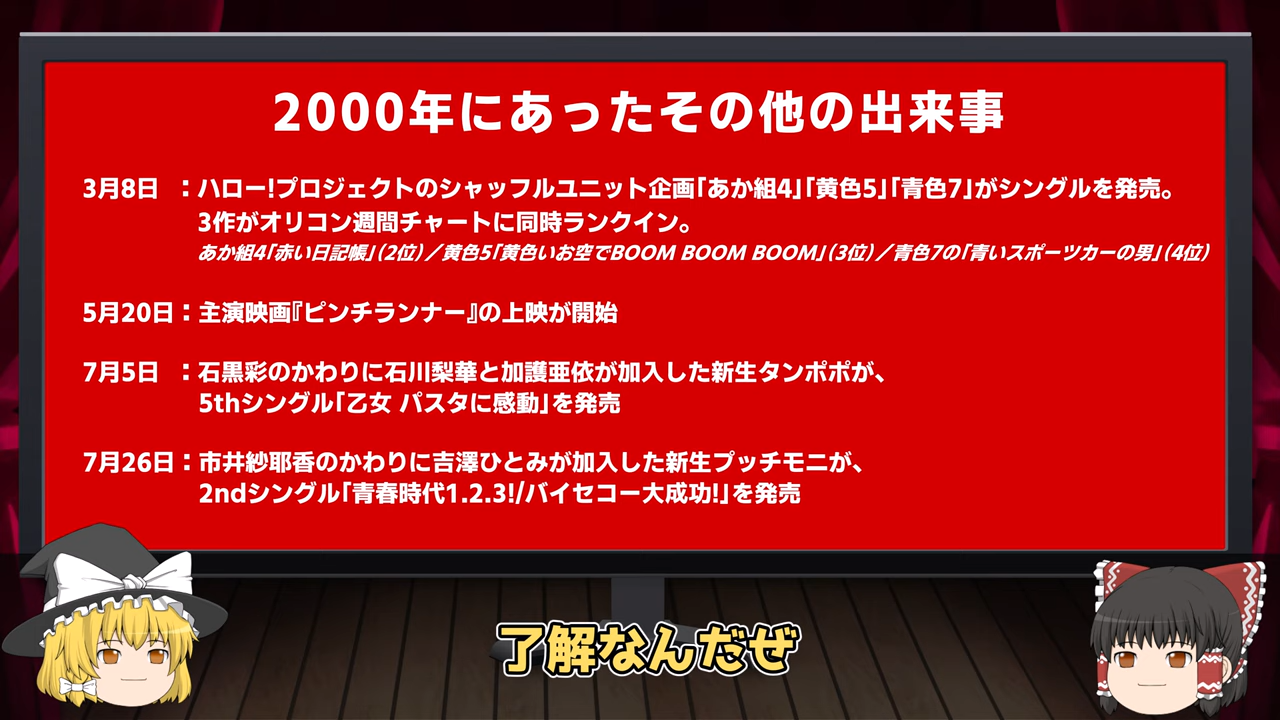 2000年にあったその他の出来事
3月8日 ：ハロー!プロジェクトのシャッフルユニット企画｢あか組4｣｢黄色5｣｢青色7｣がシングルを発売。
3作がオリコン週間チャートに同時ランクイン。
あか組4｢赤い日記帳｣(2位)／黄色5｢黄色いお空でBOOM BOOM BOOM｣(3位)／青色7の｢青いスポーツカーの男｣(4位)
5月20日：主演映画『ピンチランナー』の上映が開始
7月5日 ：石黒彩のかわりに石川梨華と加護亜依が加入した新生タンポポが、
5thシングル｢乙女 パスタに感動｣を発売
7月26日：市井紗耶香のかわりに吉澤ひとみが加入した新生プッチモニが、
2ndシングル｢青春時代1.2.3!/バイセコー大成功!｣を発売
了解なんだぜ